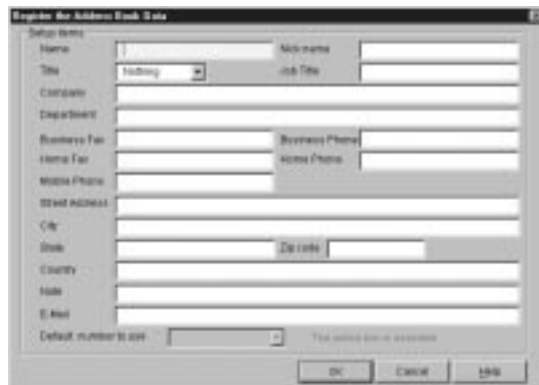 Register the Address Book Data
Setup items
Name Nick name
Title Nothing Job Title
Company
Department
Business Fax Business Phone
Home Fax Home Phone
Mobile Phone
Street Address
City
State Zip code
Country
Note
E-Mail
Default number to use
OK Cancel Help